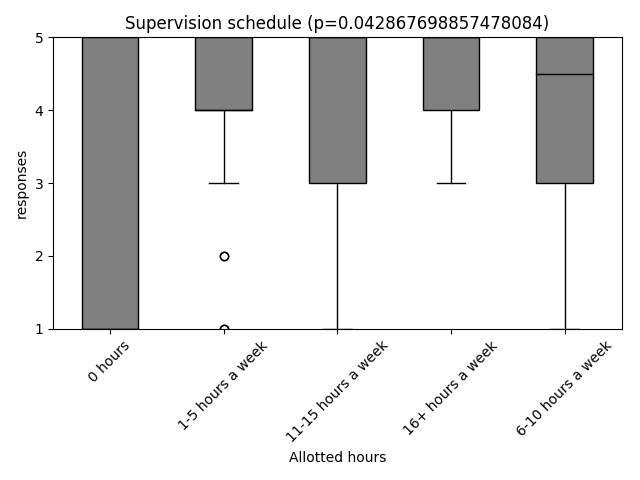 Supervision schedule (p=0.042867698857478084)
5
4
3
2
1
responses
0 hours
1-5 hours a week
11-15 hours a week
16+ hours a week
6-10 hours a week
Allotted hours